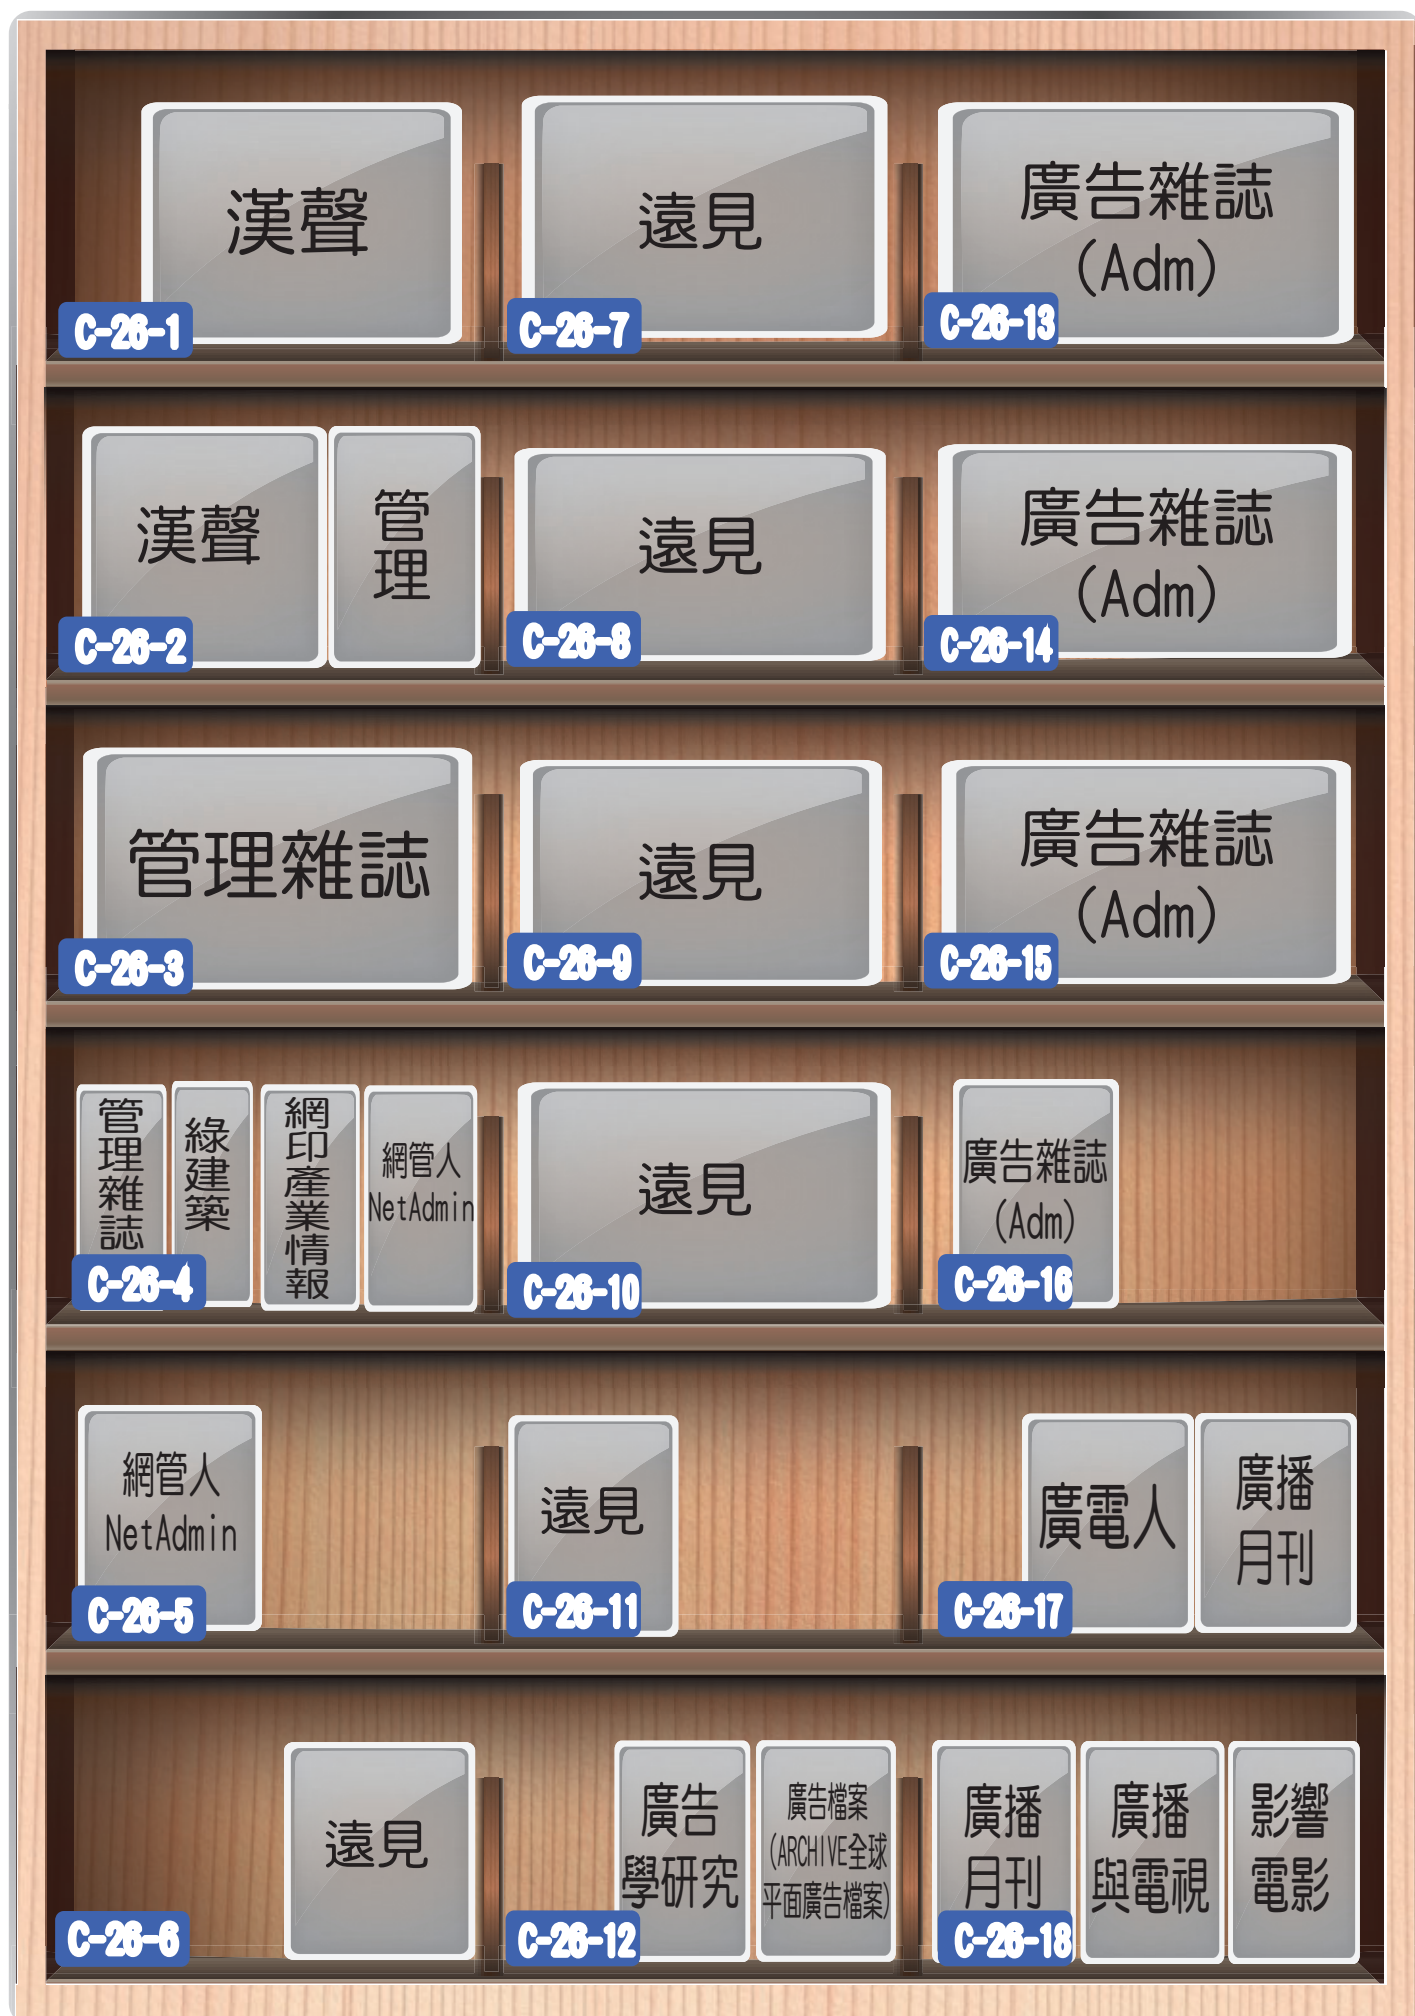 漢聲
C-26-1
遠見
C-26-7
廣告雜誌
(Adm)
C-26-13
漢聲
管
理
C-26-2
遠見
C-26-8
廣告雜誌
(Adm)
C-26-14
管理雜誌
C-26-3
遠見
C-26-9
廣告雜誌
(Adm)
C-26-15
管理雜誌
綠建築
網印產業情報
網管人
NetAdmin
C-26-4
遠見
C-26-10
廣告雜誌
(Adm)
C-26-16
網管人
NetAdmin
C-26-5
遠見
C-26-11
廣電人
廣播
月刊
C-26-17
遠見
C-26-6
廣告
學研究
廣告檔案
(ARCHIVE全球
平面廣告檔案)
C-26-12
廣播
月刊
廣播
與電視
影響
電影
C-26-18